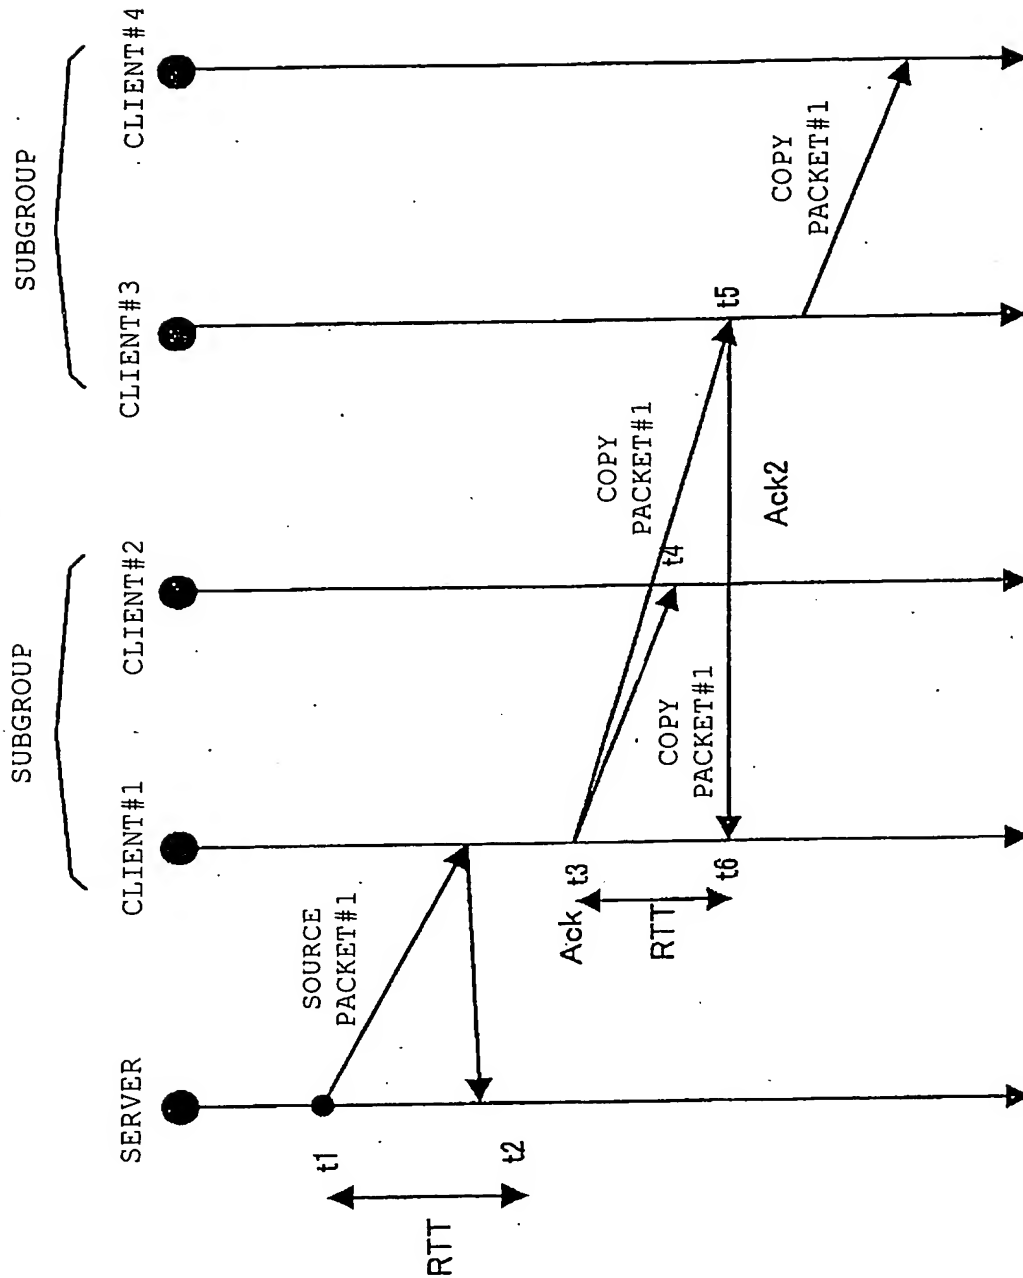 SUBGROUP
SUBGROUP
SERVER
CLIENT#1
CLIENT#2
CLIENT#3
CLIENT#4
t1
RTT
t2
SOURCE
PACKET#1
Ack
t3
RTT
t6
COPY
PACKET#1
t4
COPY
PACKET#1
Ack2
t5
COPY
PACKET#1